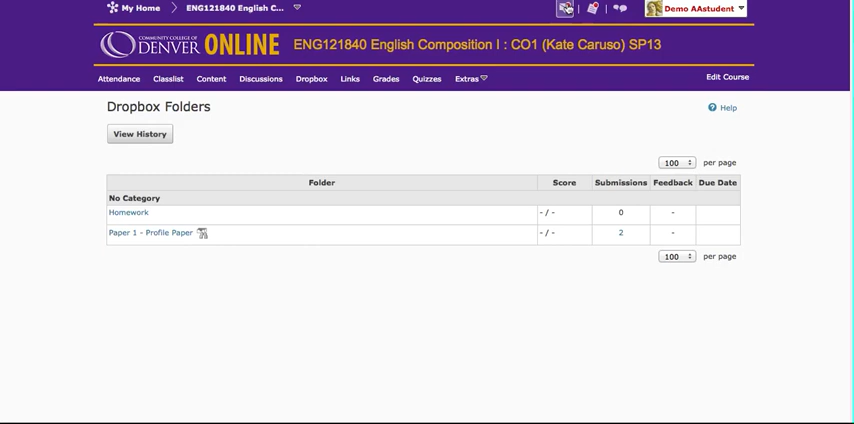 My Home
ENG121840 English C...
Demo AAstudent
COMMUNITY COLLEGE OF
DENVER ONLINE
ENG121840 English Composition I : CO1 (Kate Caruso) SP13
Attendance Classlist Content Discussions Dropbox Links Grades Quizzes Extras Edit Course
Dropbox Folders
Help
View History
100 per page
Folder Score Submissions Feedback Due Date
No Category
Homework - / - 0 -
Paper 1 - Profile Paper - / - 2 -
100 per page